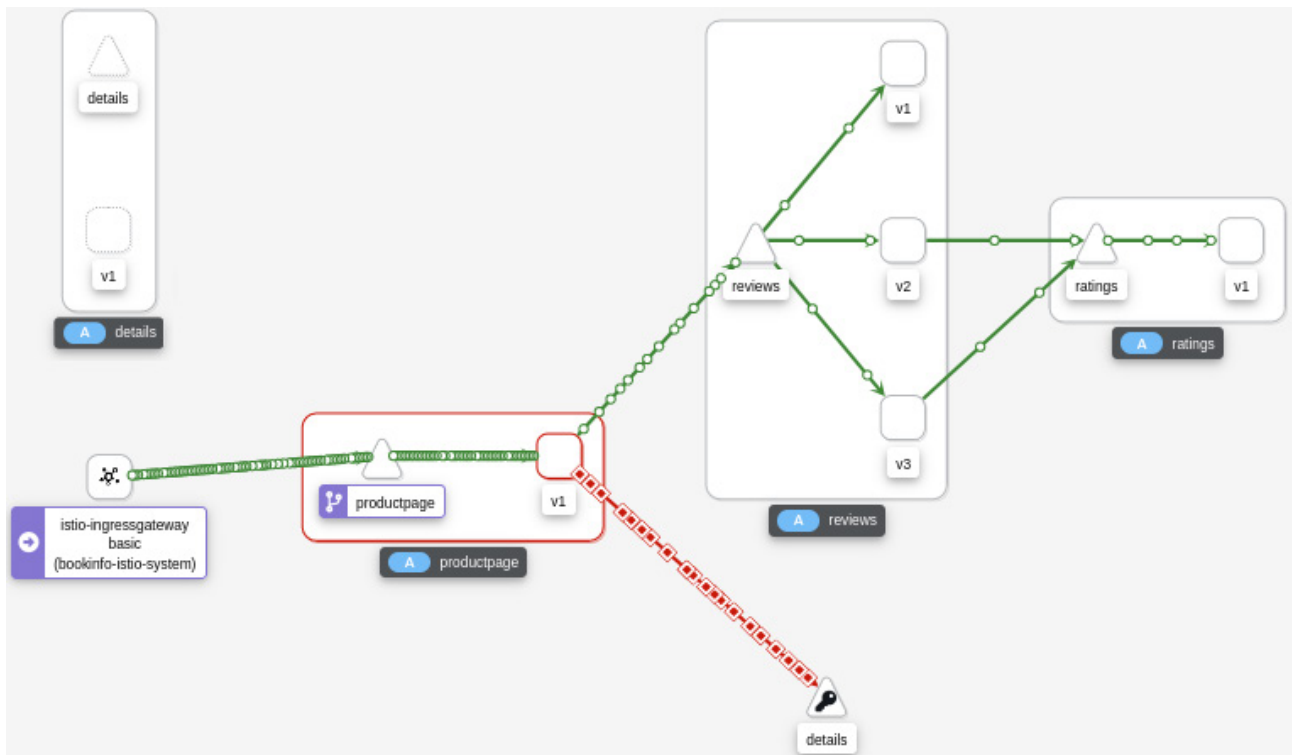 details
v1
A details
v1
reviews
v2
v3
A reviews
ratings
v1
A ratings
istio-ingressgateway
basic
(bookinfo-istio-system)
productpage
v1
A productpage
details